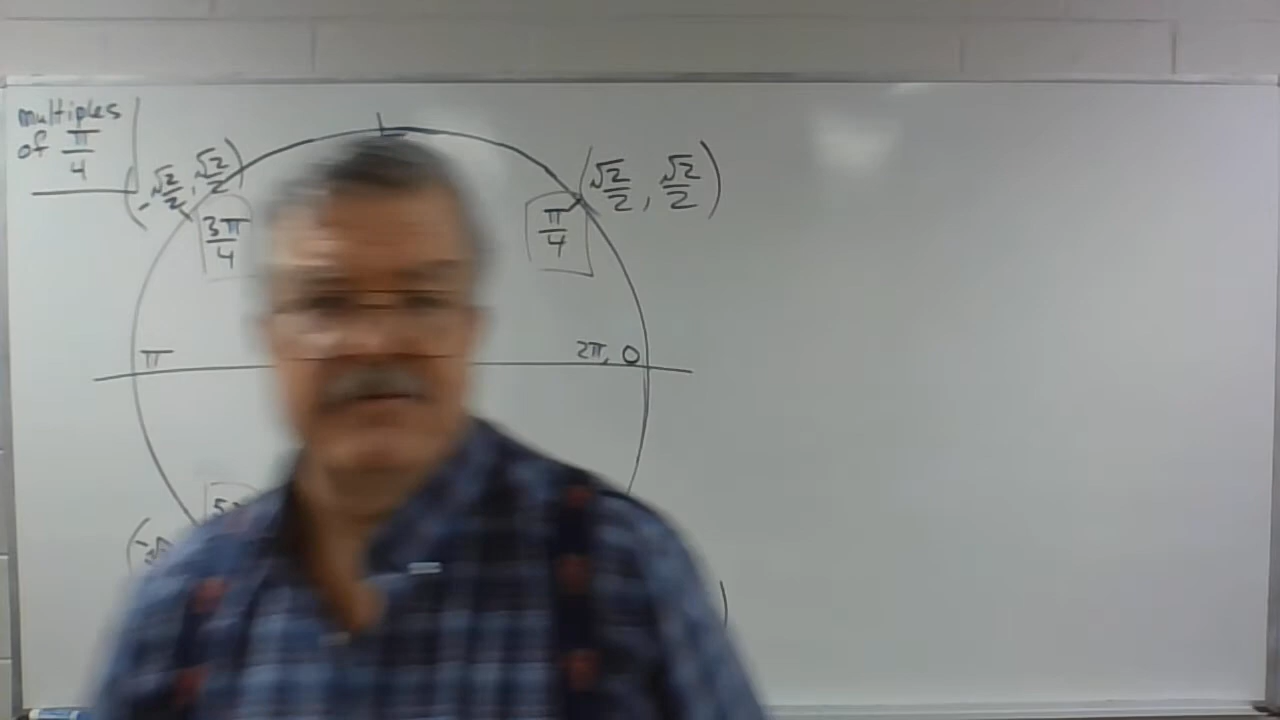 multiples
of π/4
(-√2/2, √2/2)
(√2/2, √2/2)
3π/4
π/4
π
2π, 0